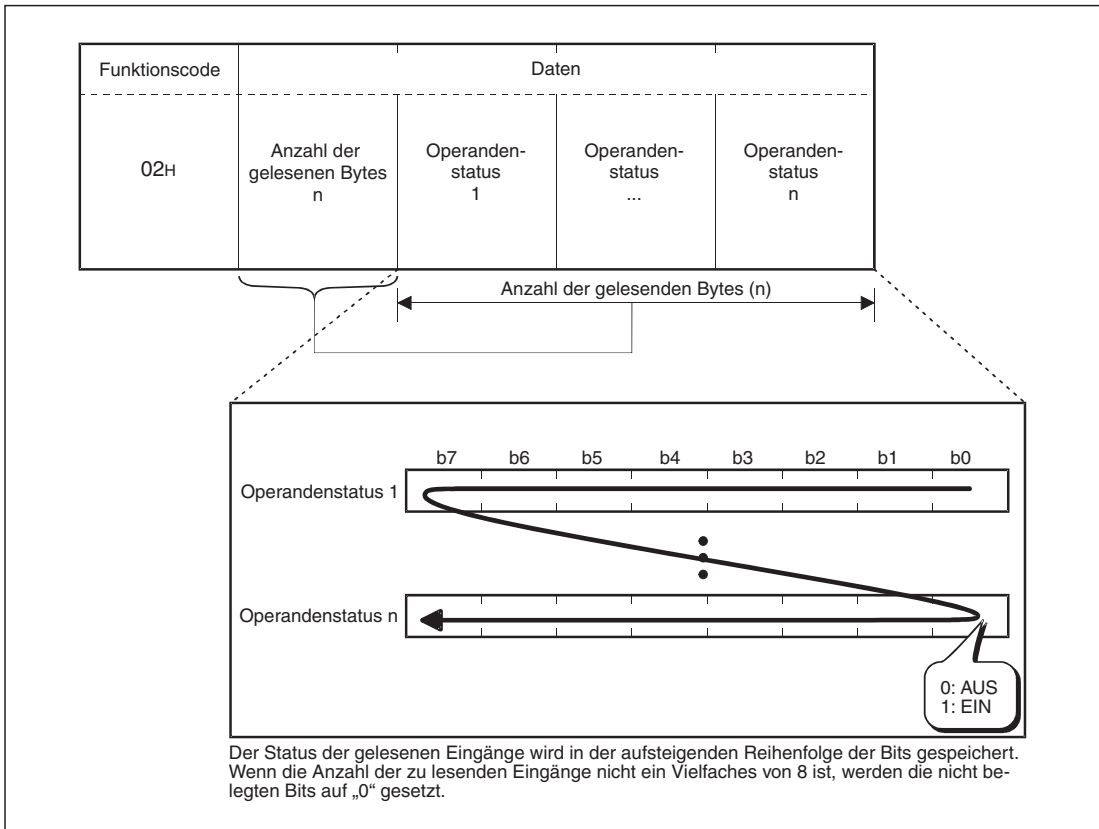 Funktionscode
Daten
02H
Anzahl der
gelesenen Bytes
n
Operanden-
status
1
Operanden-
status
...
Operanden-
status
n
Anzahl der gelesenden Bytes (n)
b7 b6 b5 b4 b3 b2 b1 b0
Operandenstatus 1
Operandenstatus n
0: AUS
1: EIN
Der Status der gelesenen Eingänge wird in der aufsteigenden Reihenfolge der Bits gespeichert.
Wenn die Anzahl der zu lesenden Eingänge nicht ein Vielfaches von 8 ist, werden die nicht be-
legten Bits auf „0“ gesetzt.